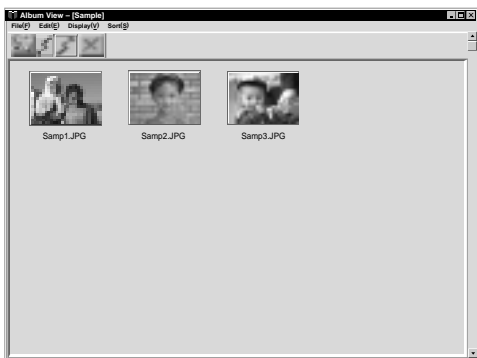 Album View – [Sample]
File(F) Edit(E) Display(V) Sort(S)
Samp1.JPG Samp2.JPG Samp3.JPG